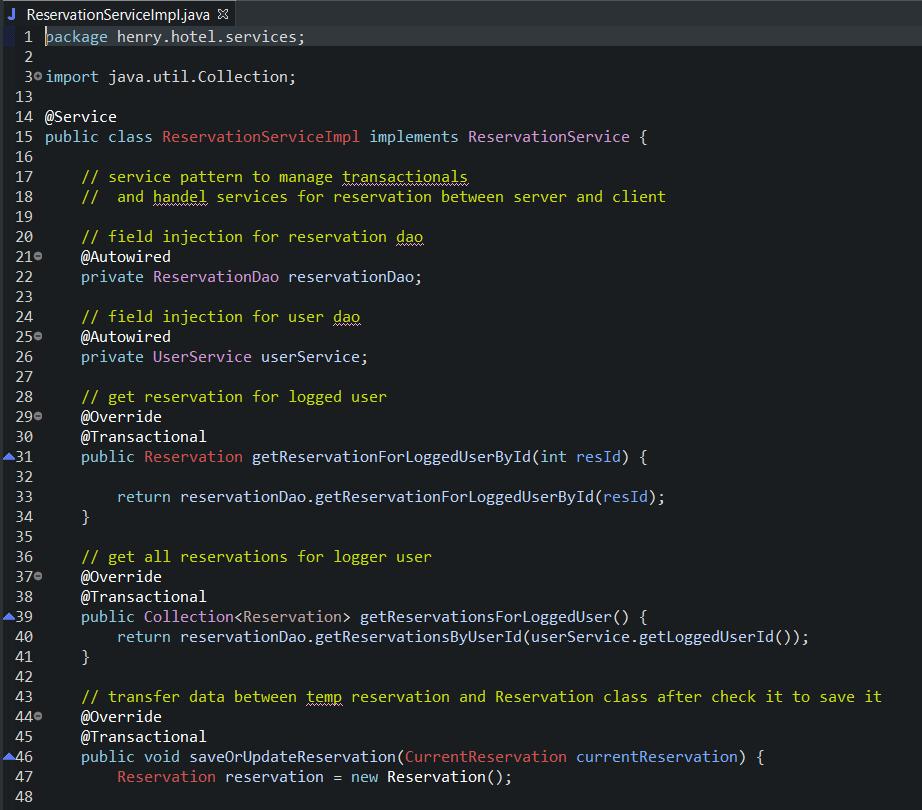 ReservationServiceImpl.java
1 package henry.hotel.services;
2
3 import java.util.Collection;
13
14 @Service
15 public class ReservationServiceImpl implements ReservationService {
16
17 // service pattern to manage transactionals
18 //  and handel services for reservation between server and client
19
20 // field injection for reservation dao
21 @Autowired
22 private ReservationDao reservationDao;
23
24 // field injection for user dao
25 @Autowired
26 private UserService userService;
27
28 // get reservation for logged user
29 @Override
30 @Transactional
31 public Reservation getReservationForLoggedUserById(int resId) {
32
33 return reservationDao.getReservationForLoggedUserById(resId);
34 }
35
36 // get all reservations for logger user
37 @Override
38 @Transactional
39 public Collection<Reservation> getReservationsForLoggedUser() {
40 return reservationDao.getReservationsByUserId(userService.getLoggedUserId());
41 }
42
43 // transfer data between temp reservation and Reservation class after check it to save it
44 @Override
45 @Transactional
46 public void saveOrUpdateReservation(CurrentReservation currentReservation) {
47 Reservation reservation = new Reservation();
48